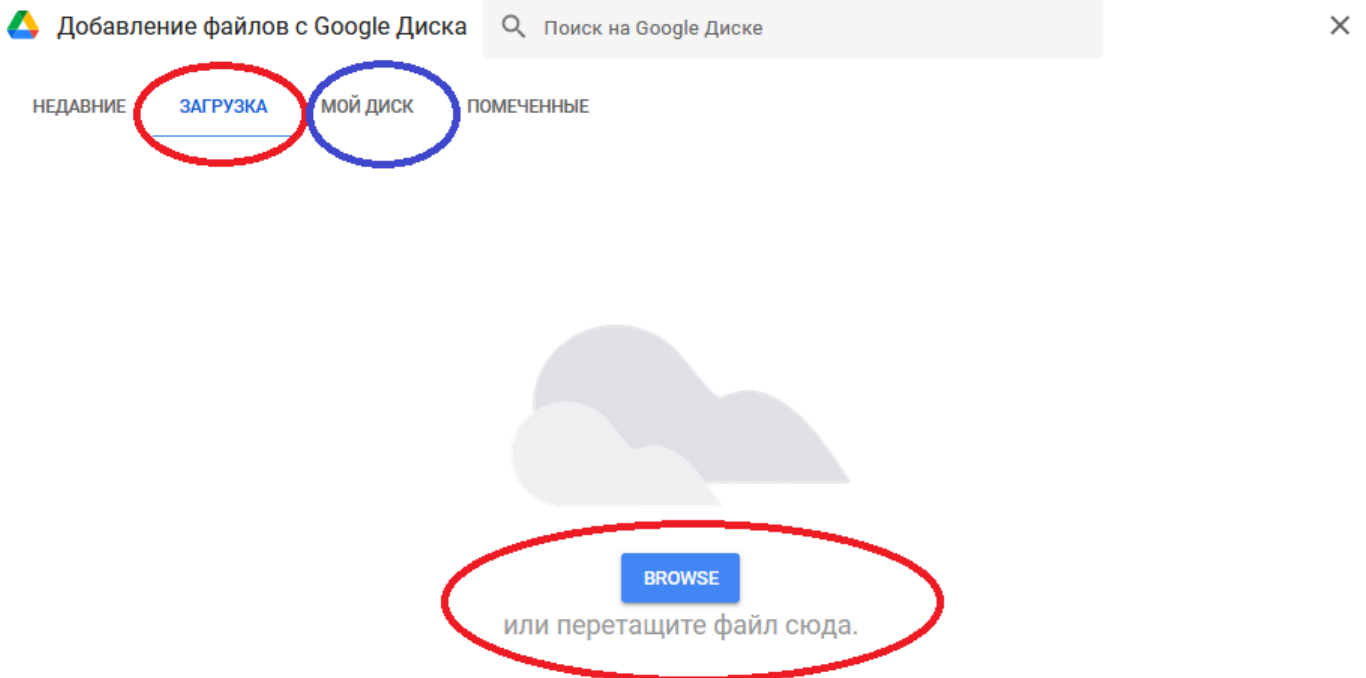 Добавление файлов с Google Диска Поиск на Google Диске
НЕДАВНИЕ ЗАГРУЗКА МОЙ ДИСК ПОМЕЧЕННЫЕ
BROWSE
или перетащите файл сюда.